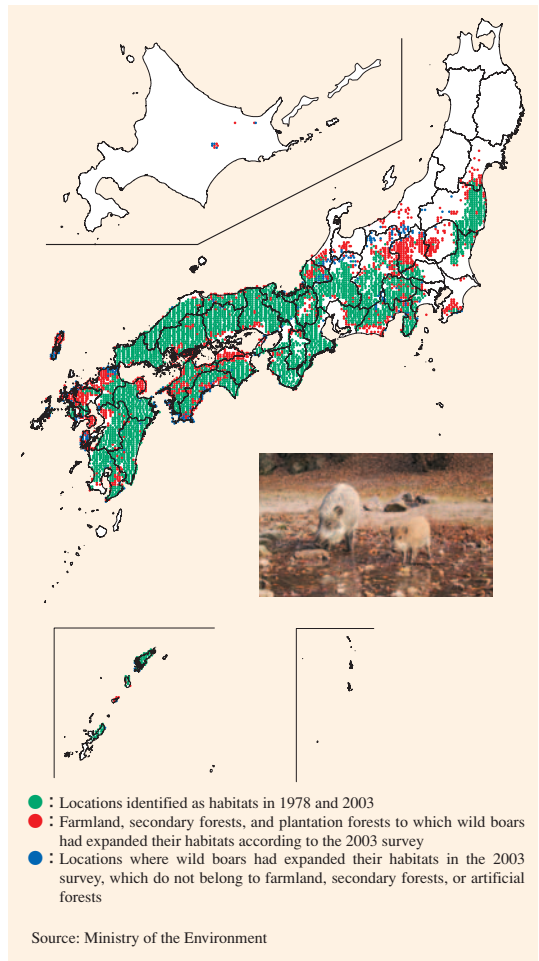 : Locations identified as habitats in 1978 and 2003
: Farmland, secondary forests, and plantation forests to which wild boars
had expanded their habitats according to the 2003 survey
: Locations where wild boars had expanded their habitats in the 2003
survey, which do not belong to farmland, secondary forests, or artificial
forests
Source: Ministry of the Environment